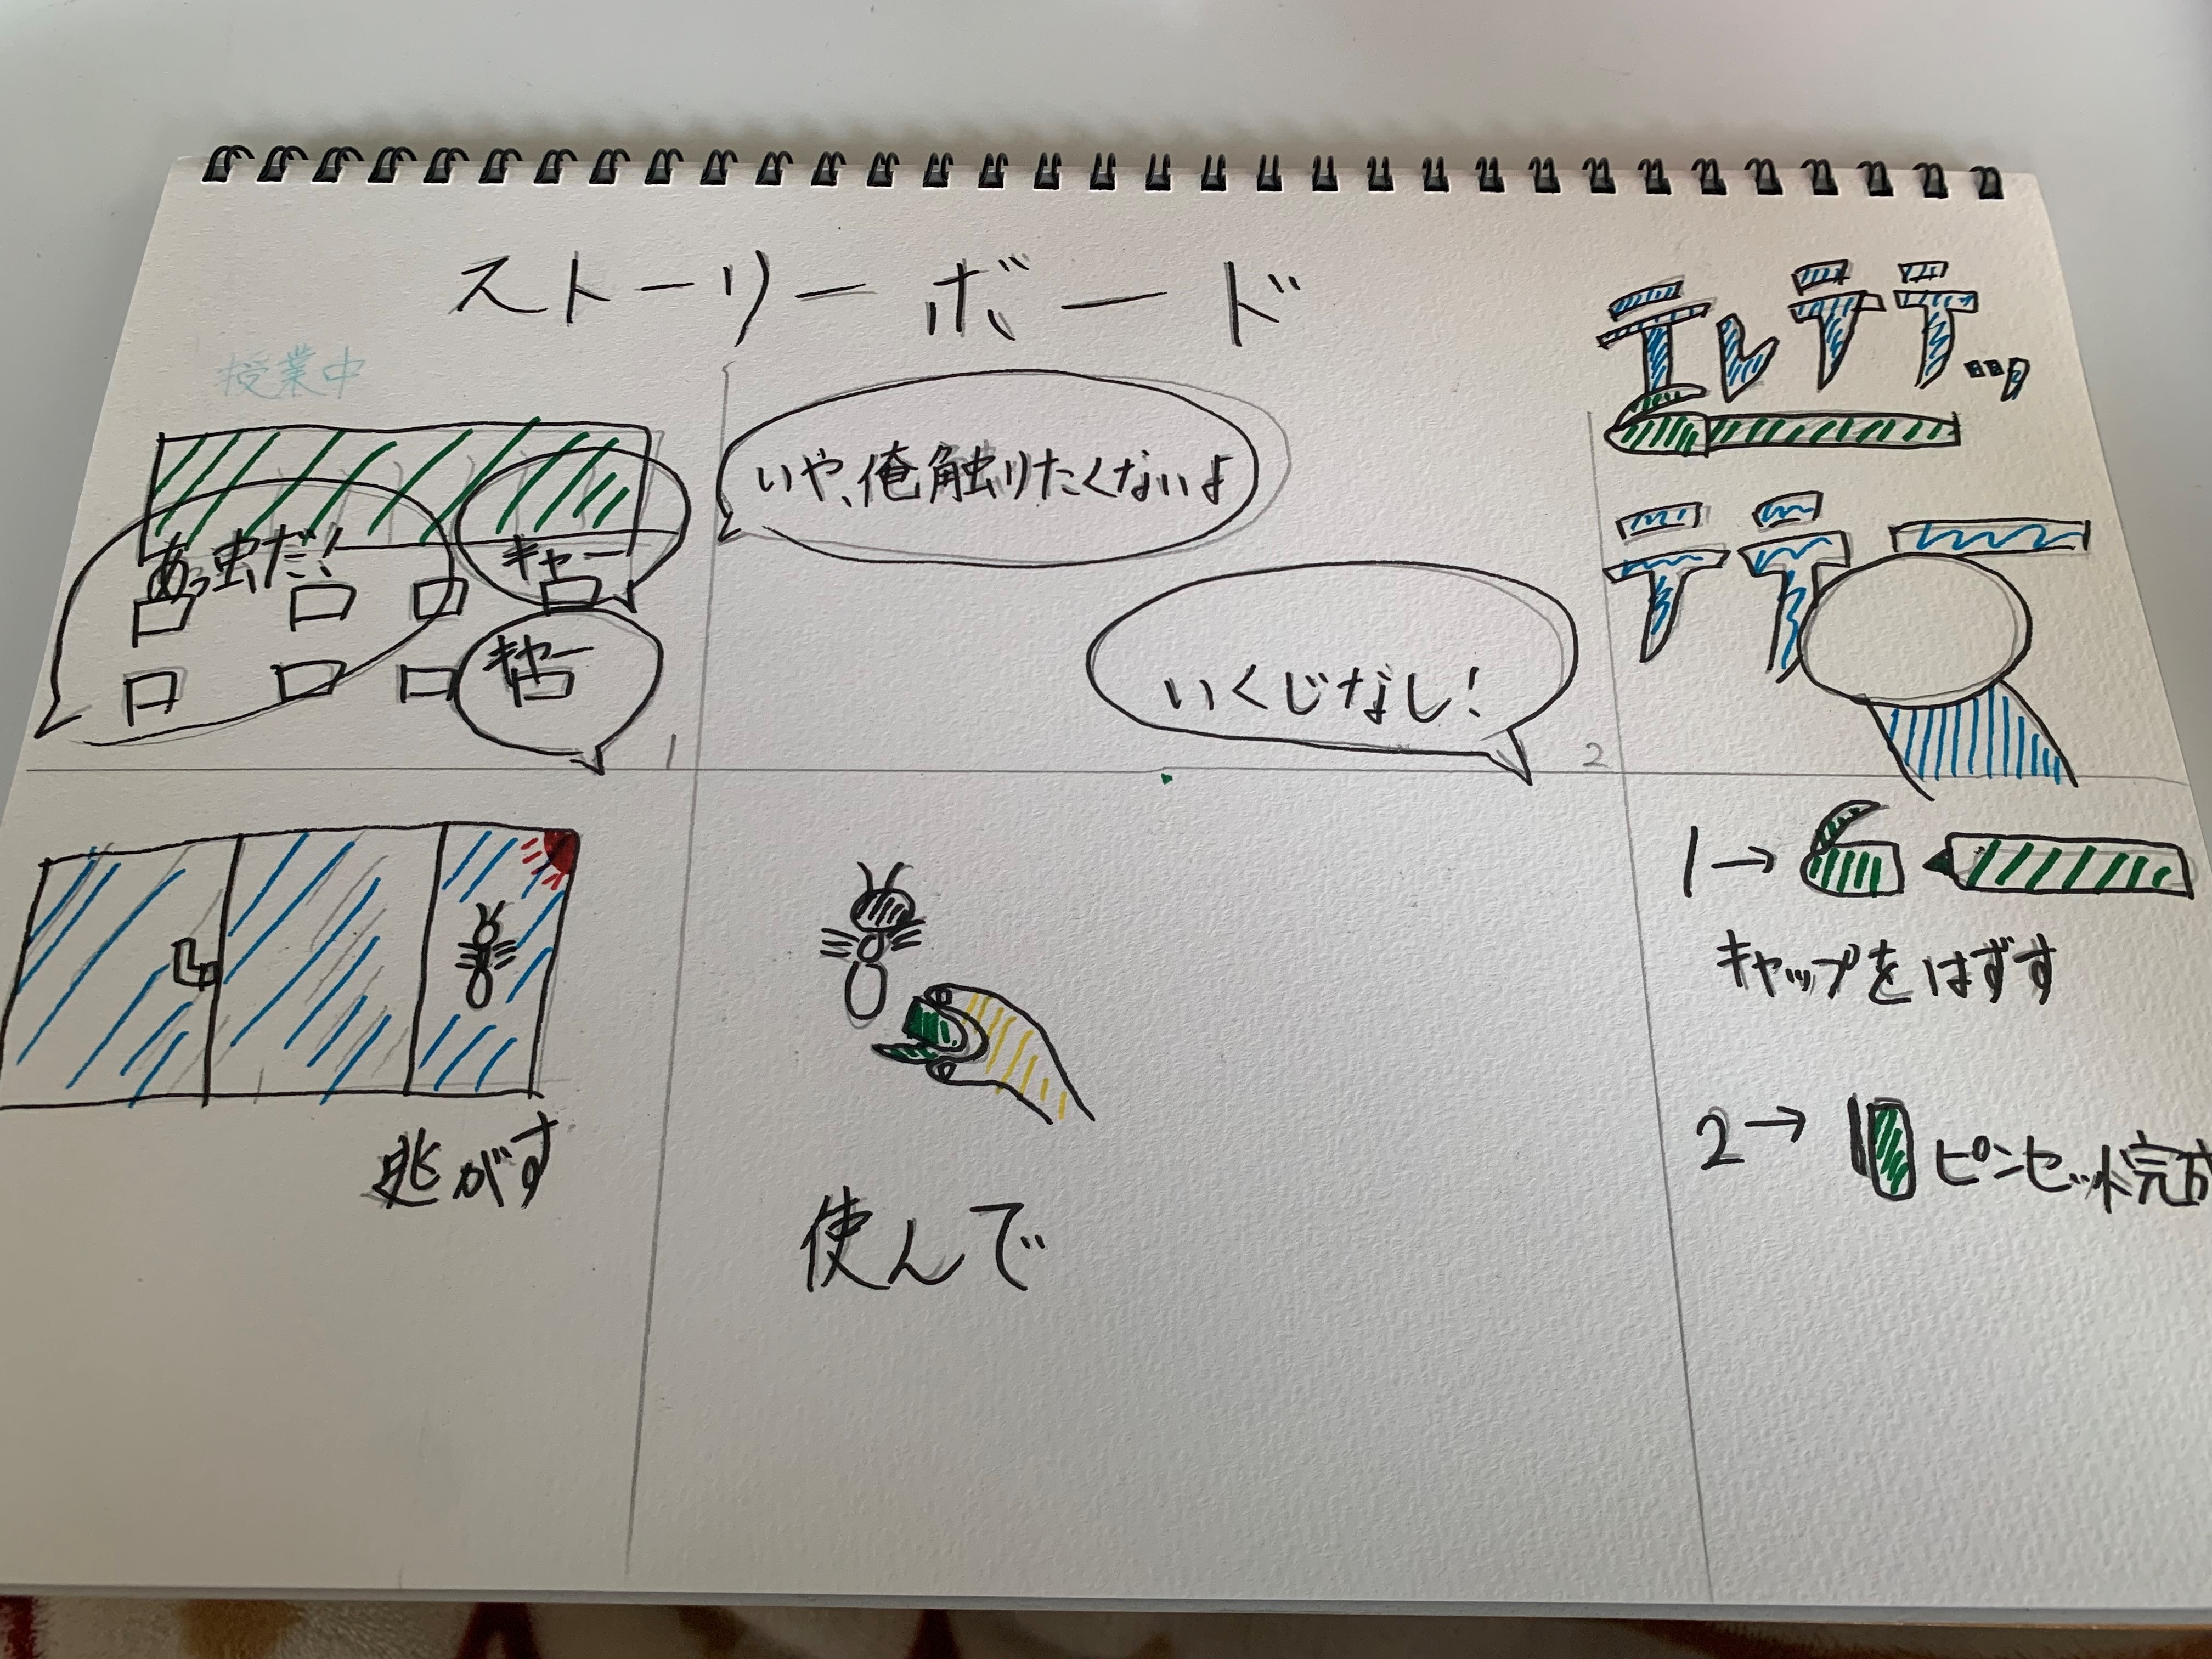 ストーリーボード
授業中
あっ虫だ!
キャー
キャー
1
いや、俺触りたくないよ
いくじなし!
2
テレテテ...,
テテー
逃がす
使んで
1→
キャップをはずす
2→ ピンセット完成